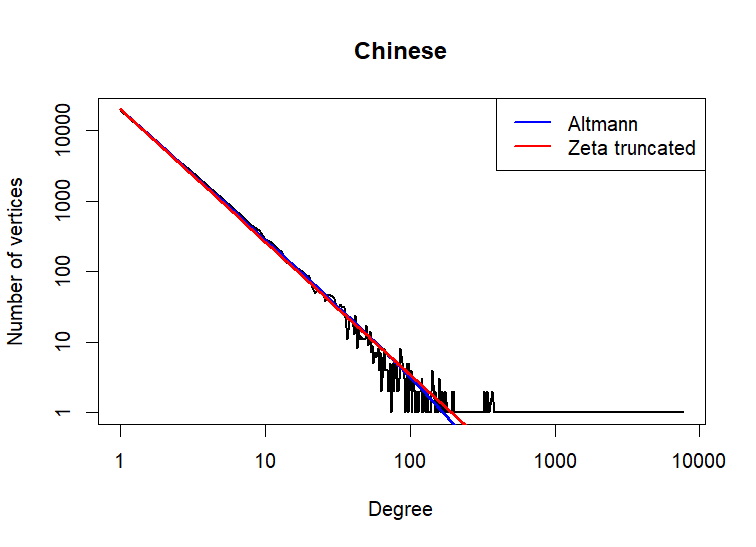 Chinese
Altmann
Zeta truncated
Number of vertices
10000
1000
100
10
1
1 10 100 1000 10000
Degree